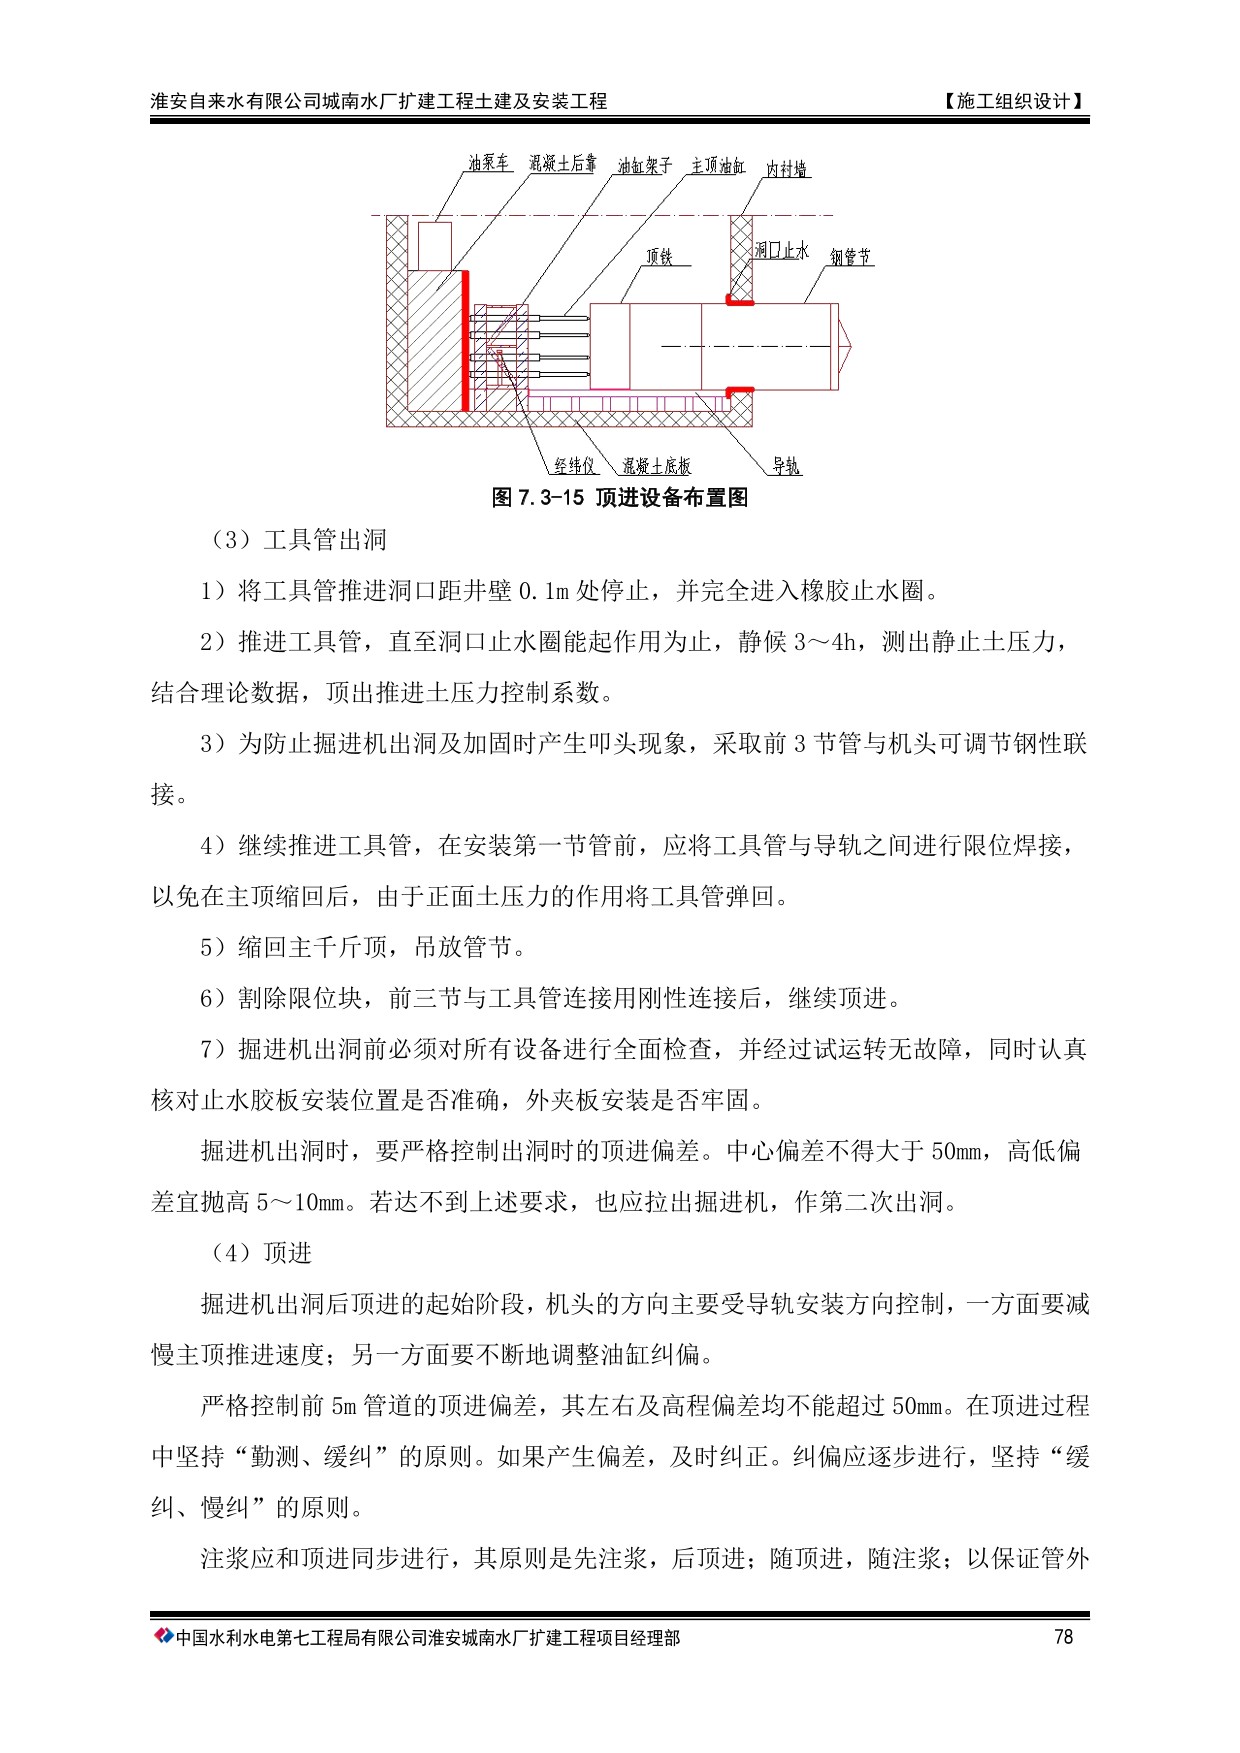 淮安自来水有限公司城南水厂扩建工程土建及安装工程 【施工组织设计】
油泵车 混凝土后靠 油缸架子 主顶油缸 内衬墙
顶铁 洞口止水 钢管节
经纬仪 混凝土底板 导轨
图 7.3-15 顶进设备布置图
（3）工具管出洞
1）将工具管推进洞口距井壁 0.1m 处停止，并完全进入橡胶止水圈。
2）推进工具管，直至洞口止水圈能起作用为止，静候 3～4h，测出静止土压力，
结合理论数据，顶出推进土压力控制系数。
3）为防止掘进机出洞及加固时产生叩头现象，采取前 3 节管与机头可调节钢性联
接。
4）继续推进工具管，在安装第一节管前，应将工具管与导轨之间进行限位焊接，
以免在主顶缩回后，由于正面土压力的作用将工具管弹回。
5）缩回主千斤顶，吊放管节。
6）割除限位块，前三节与工具管连接用刚性连接后，继续顶进。
7）掘进机出洞前必须对所有设备进行全面检查，并经过试运转无故障，同时认真
核对止水胶板安装位置是否准确，外夹板安装是否牢固。
掘进机出洞时，要严格控制出洞时的顶进偏差。中心偏差不得大于 50mm，高低偏
差宜抛高 5～10mm。若达不到上述要求，也应拉出掘进机，作第二次出洞。
（4）顶进
掘进机出洞后顶进的起始阶段，机头的方向主要受导轨安装方向控制，一方面要减
慢主顶推进速度；另一方面要不断地调整油缸纠偏。
严格控制前 5m 管道的顶进偏差，其左右及高程偏差均不能超过 50mm。在顶进过程
中坚持“勤测、缓纠”的原则。如果产生偏差，及时纠正。纠偏应逐步进行，坚持“缓
纠、慢纠”的原则。
注浆应和顶进同步进行，其原则是先注浆，后顶进；随顶进，随注浆；以保证管外
中国水利水电第七工程局有限公司淮安城南水厂扩建工程项目经理部 78